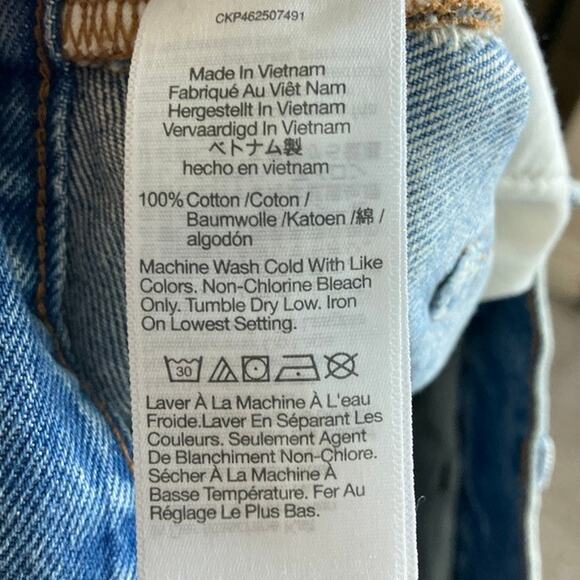 CKP462507491
Made In Vietnam
Fabriqué Au Viêt Nam
Hergestellt In Vietnam
Vervaardigd In Vietnam
ベトナム製
hecho en vietnam
100% Cotton /Coton /
Baumwolle /Katoen /綿 /
algodón
Machine Wash Cold With Like
Colors. Non-Chlorine Bleach
Only. Tumble Dry Low. Iron
On Lowest Setting.
30
Laver À La Machine À L'eau
Froide.Laver En Séparant Les
Couleurs. Seulement Agent
De Blanchiment Non-Chlore.
Sécher À La Machine À
Basse Température. Fer Au
Réglage Le Plus Bas.